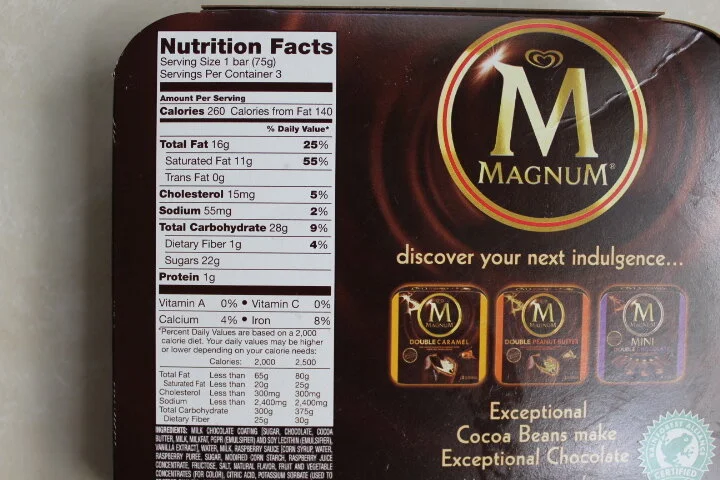 Nutrition Facts
Serving Size 1 bar (75g)
Servings Per Container 3
Amount Per Serving
Calories 260 Calories from Fat 140
% Daily Value*
Total Fat 16g 25%
Saturated Fat 11g 55%
Trans Fat 0g
Cholesterol 15mg 5%
Sodium 55mg 2%
Total Carbohydrate 28g 9%
Dietary Fiber 1g 4%
Sugars 22g
Protein 1g
Vitamin A 0% • Vitamin C 0%
Calcium 4% • Iron 8%
*Percent Daily Values are based on a 2,000
calorie diet. Your daily values may be higher
or lower depending on your calorie needs:
Calories: 2,000 2,500
Total Fat Less than 65g 80g
Saturated Fat Less than 20g 25g
Cholesterol Less than 300mg 300mg
Sodium Less than 2,400mg 2,400mg
Total Carbohydrate 300g 375g
Dietary Fiber 25g 30g
INGREDIENTS: MILK CHOCOLATE COATING [SUGAR, CHOCOLATE, COCOA
BUTTER, MILK, MILKFAT, PGPR (EMULSIFIER) AND SOY LECITHIN (EMULSIFIER),
VANILLA EXTRACT], WATER, MILK, RASPBERRY SAUCE [CORN SYRUP, WATER,
RASPBERRY PUREE, SUGAR, MODIFIED CORN STARCH, RASPBERRY JUICE
CONCENTRATE, FRUCTOSE, SALT, NATURAL FLAVOR, FRUIT AND VEGETABLE
CONCENTRATES (FOR COLOR), CITRIC ACID, POTASSIUM SORBATE (USED TO
M
MAGNUM®
discover your next indulgence...
M
MAGNUM
DOUBLE CARAMEL
M
MAGNUM
DOUBLE PEANUT BUTTER
M
MAGNUM
MINI
DOUBLE
Exceptional
Cocoa Beans make
Exceptional Chocolate
CERTIFIED